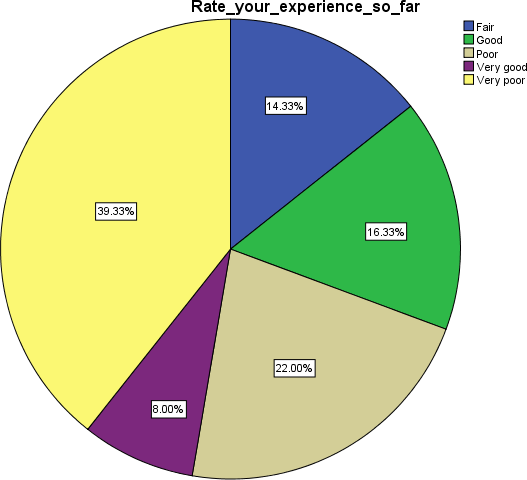 Rate_your_experience_so_far
Fair
Good
Poor
Very good
Very poor
14.33%
39.33%
16.33%
22.00%
8.00%